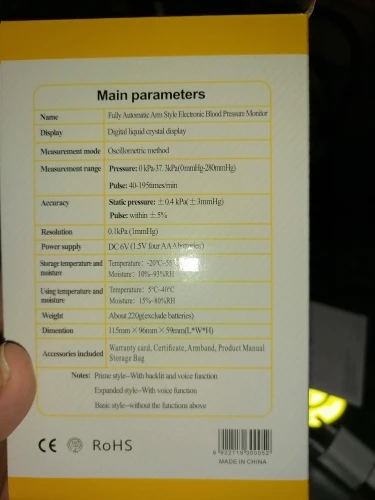 Main parameters
Name Fully Automatic Arm Style Electronic Blood Pressure Monitor
Display Digital liquid crystal display
Measurement mode Oscillometric method
Measurement range Pressure: 0 kPa-37. 3kPa(0mmHg-280mmHg)
Pulse: 40-195times/min
Accuracy Static pressure: ±0.4 kPa(±3mmHg)
Pulse: within ±5%
Resolution 0.1kPa (1mmHg)
Power supply DC 6V (1.5V four AAA batteries)
Storage temperature and Temperature: -20℃-55
moisture Moisture: 10%-93%RH
Using temperature and Temperature: 5℃-40℃
moisture Moisture: 15%-80%RH
Weight About 220g(exclude batteries)
Dimention 115mm×96mm×59mm(L*W*H)
Accessories included Warranty card, Certificate, Armband, Product Manual
Storage Bag
Notes: Prime style--With backlit and voice function
Expanded style--With voice function
Basic style--without the functions above
CE RoHS
MADE IN CHINA